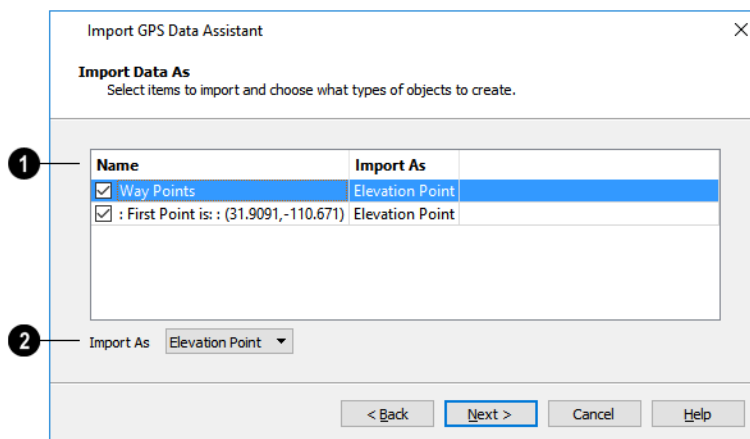 Import GPS Data Assistant
Import Data As
Select items to import and choose what types of objects to create.
1
Name Import As
Way Points Elevation Point
: First Point is: : (31.9091,-110.671) Elevation Point
2
Import As Elevation Point
< Back Next > Cancel Help